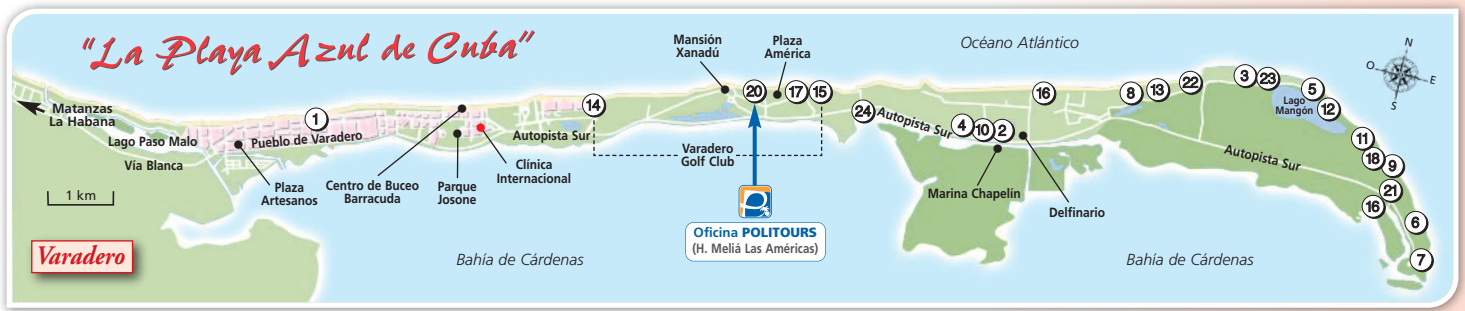 "La Playa Azul de Cuba"
Mansión
Xanadú
Plaza
América
Océano Atlántico
N
O
E
S
Matanzas
La Habana
Lago Paso Malo
Vía Blanca
1
Pueblo de Varadero
14
Autopista Sur
20
17
15
24
Autopista Sur
4
10
2
16
8
13
22
3
23
5
Lago
Mangón
12
11
18
9
Autopista Sur
21
16
6
7
1 km
Plaza
Artesanos
Centro de Buceo
Barracuda
Parque
Josone
Clínica
Internacional
Varadero
Golf Club
Marina Chapelín
Delfinario
Oficina POLITOURS
(H. Meliá Las Américas)
Varadero
Bahía de Cárdenas
Bahía de Cárdenas